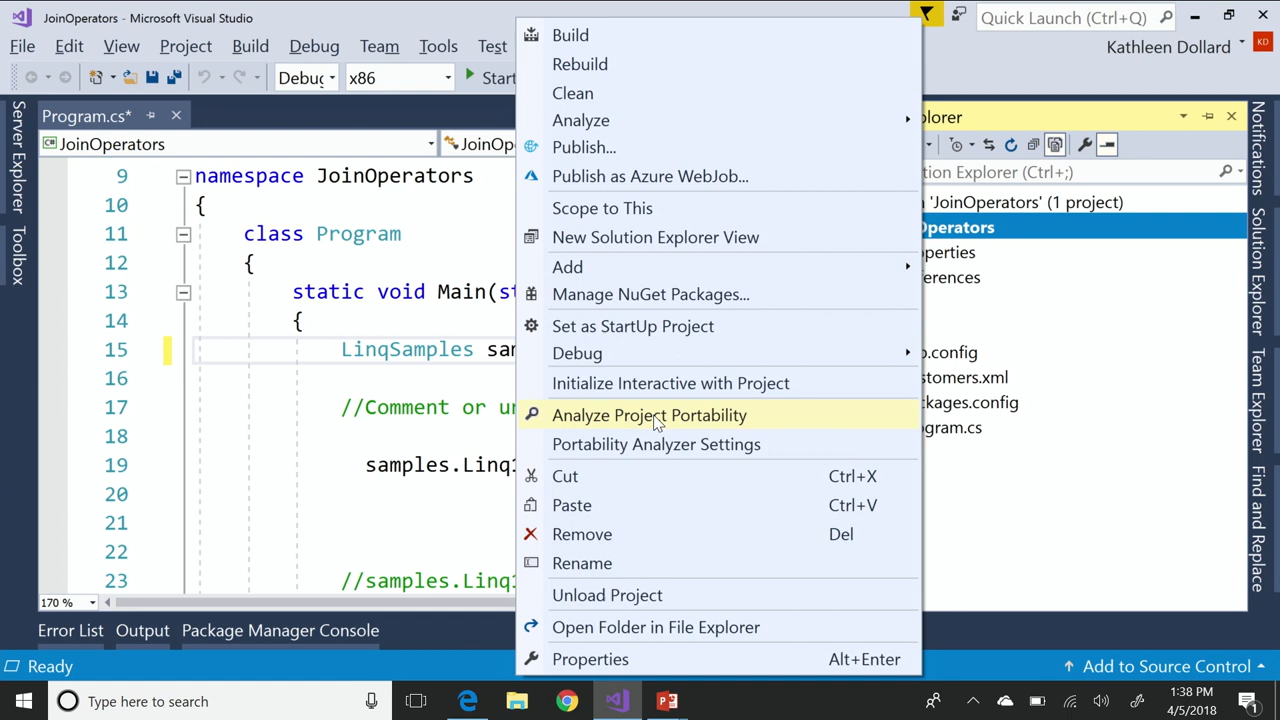 JoinOperators - Microsoft Visual Studio
Quick Launch (Ctrl+Q)
File Edit View Project Build Debug Team Tools Test
Kathleen Dollard
KD
Debug x86 Start
Server Explorer
Toolbox
Program.cs*
JoinOperators
JoinOp
9 namespace JoinOperators
10 {
11 class Program
12 {
13 static void Main(st
14 {
15 LinqSamples sam
16
17 //Comment or un
18
19 samples.Linq1
20
21
22
23 //samples.Linq1
170 %
Build
Rebuild
Clean
Analyze
Publish...
Publish as Azure WebJob...
Scope to This
New Solution Explorer View
Add
Manage NuGet Packages...
Set as StartUp Project
Debug
Initialize Interactive with Project
Analyze Project Portability
Portability Analyzer Settings
Cut Ctrl+X
Paste Ctrl+V
Remove Del
Rename
Unload Project
Open Folder in File Explorer
Properties Alt+Enter
lorer
tion Explorer (Ctrl+;)
n 'JoinOperators' (1 project)
Operators
operties
ferences
p.config
stomers.xml
ckages.config
ogram.cs
Notifications
Solution Explorer
Team Explorer
Find and Replace
Error List Output Package Manager Console
Ready
Add to Source Control
Type here to search
1:38 PM
4/5/2018
1